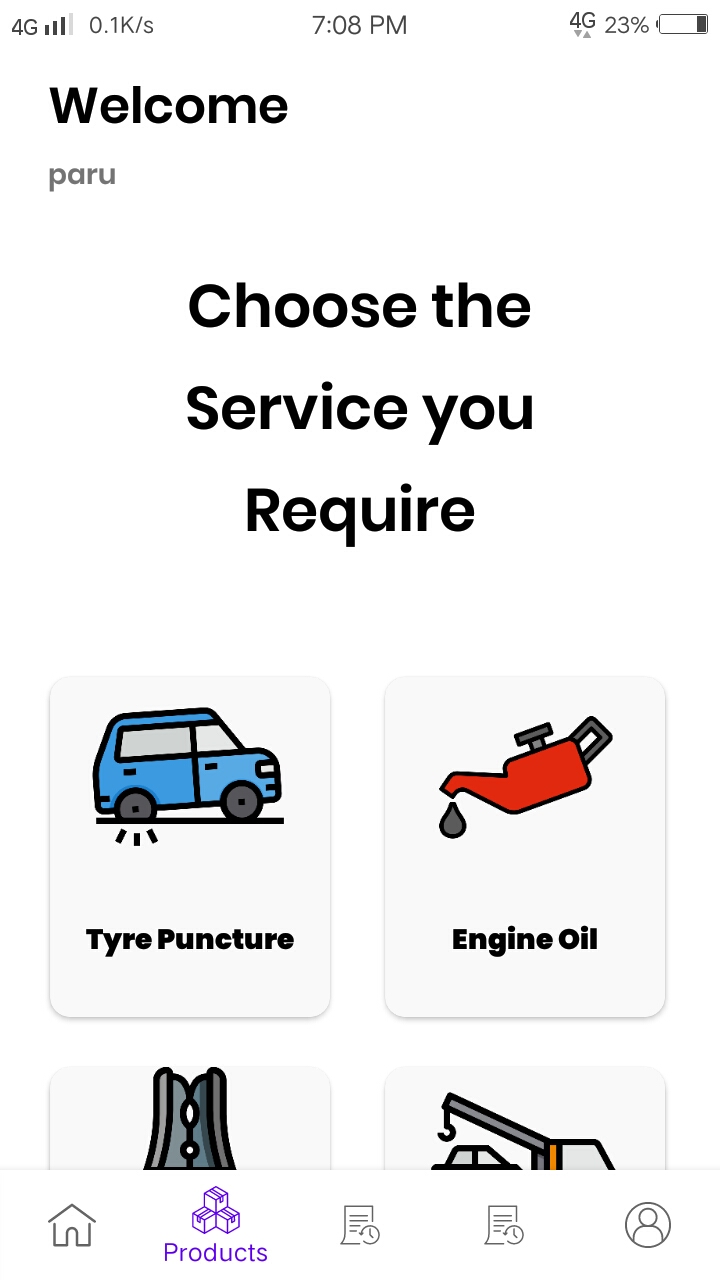 4G 0.1K/s 7:08 PM 4G 23%
Welcome
paru
Choose the
Service you
Require
Tyre Puncture Engine Oil
Products